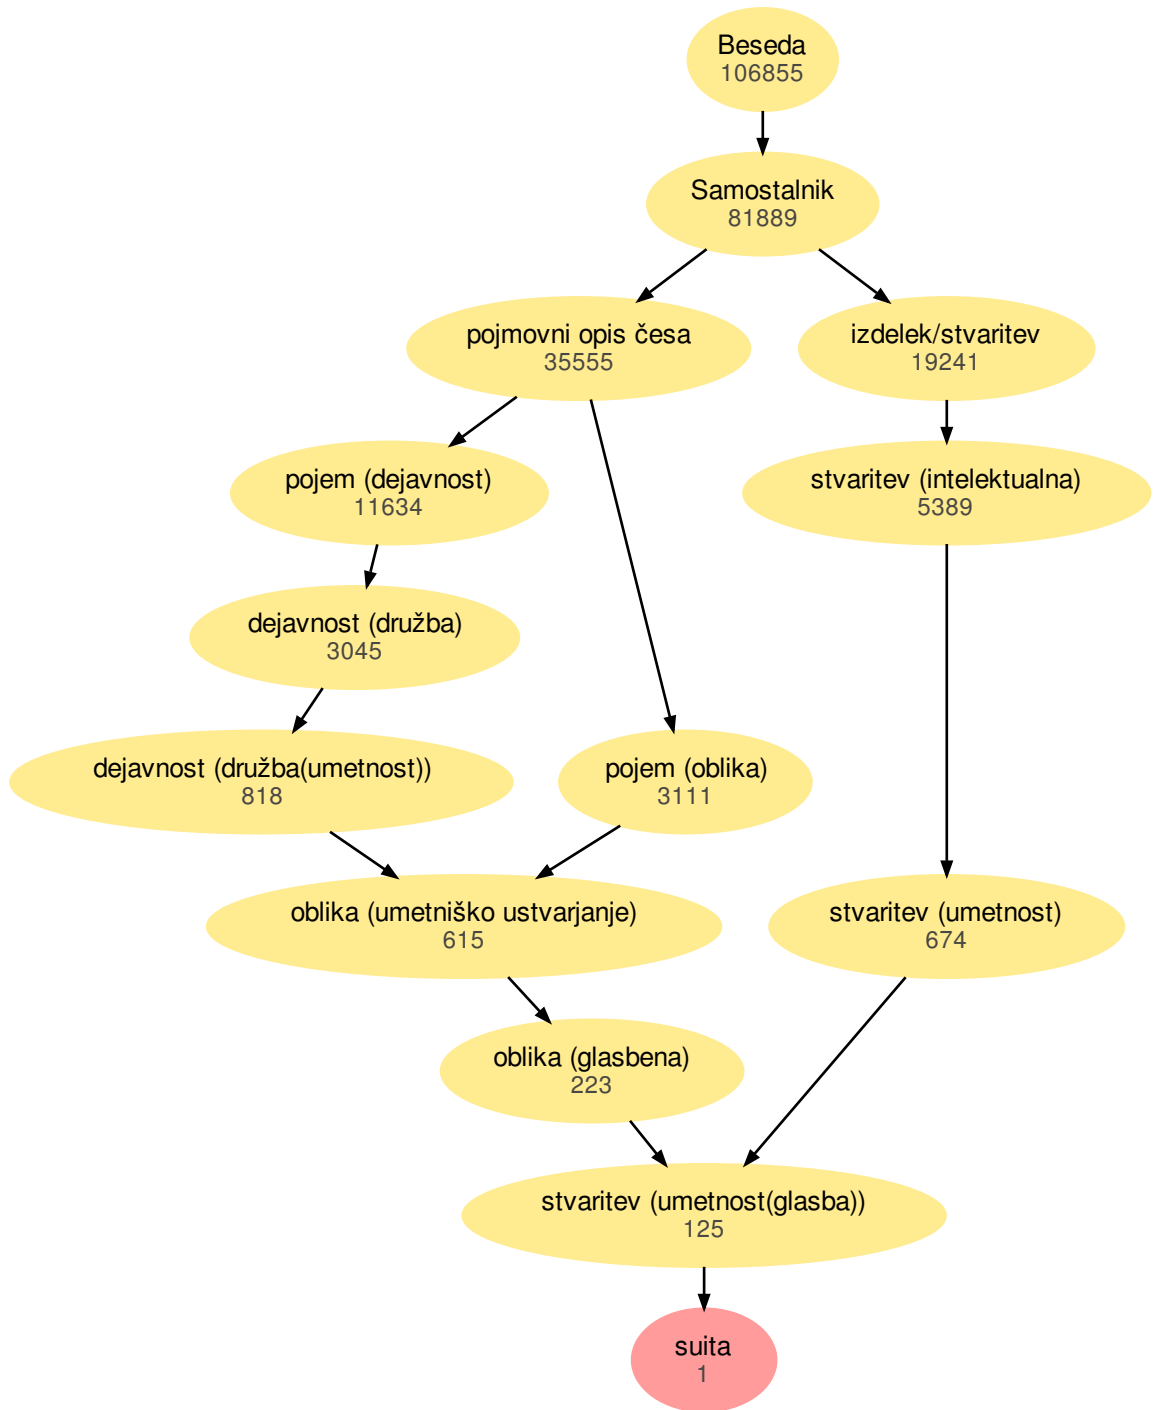 Beseda
106855
Samostalnik
81889
pojmovni opis česa
35555
izdelek/stvaritev
19241
pojem (dejavnost)
11634
stvaritev (intelektualna)
5389
dejavnost (družba)
3045
dejavnost (družba(umetnost))
818
pojem (oblika)
3111
oblika (umetniško ustvarjanje)
615
stvaritev (umetnost)
674
oblika (glasbena)
223
stvaritev (umetnost(glasba))
125
suita
1